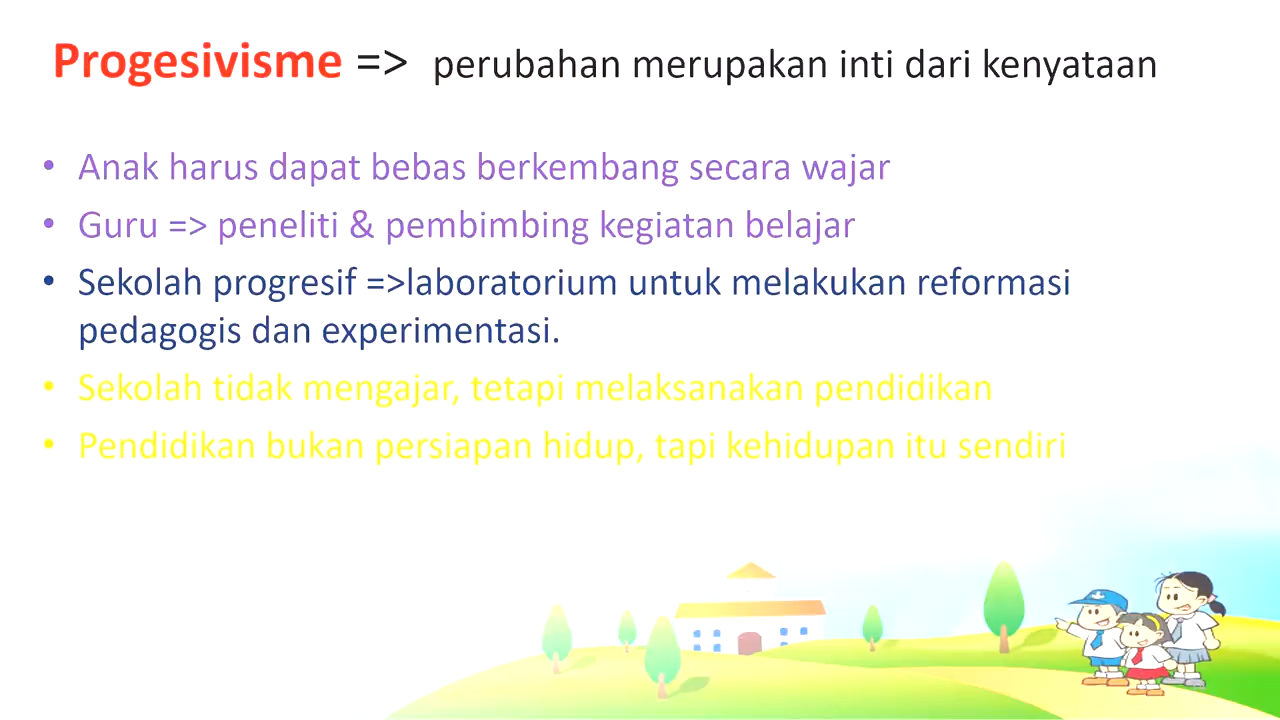 Progesivisme => perubahan merupakan inti dari kenyataan
• Anak harus dapat bebas berkembang secara wajar
• Guru => peneliti & pembimbing kegiatan belajar
• Sekolah progresif =>laboratorium untuk melakukan reformasi
pedagogis dan experimentasi.
• Sekolah tidak mengajar, tetapi melaksanakan pendidikan
• Pendidikan bukan persiapan hidup, tapi kehidupan itu sendiri